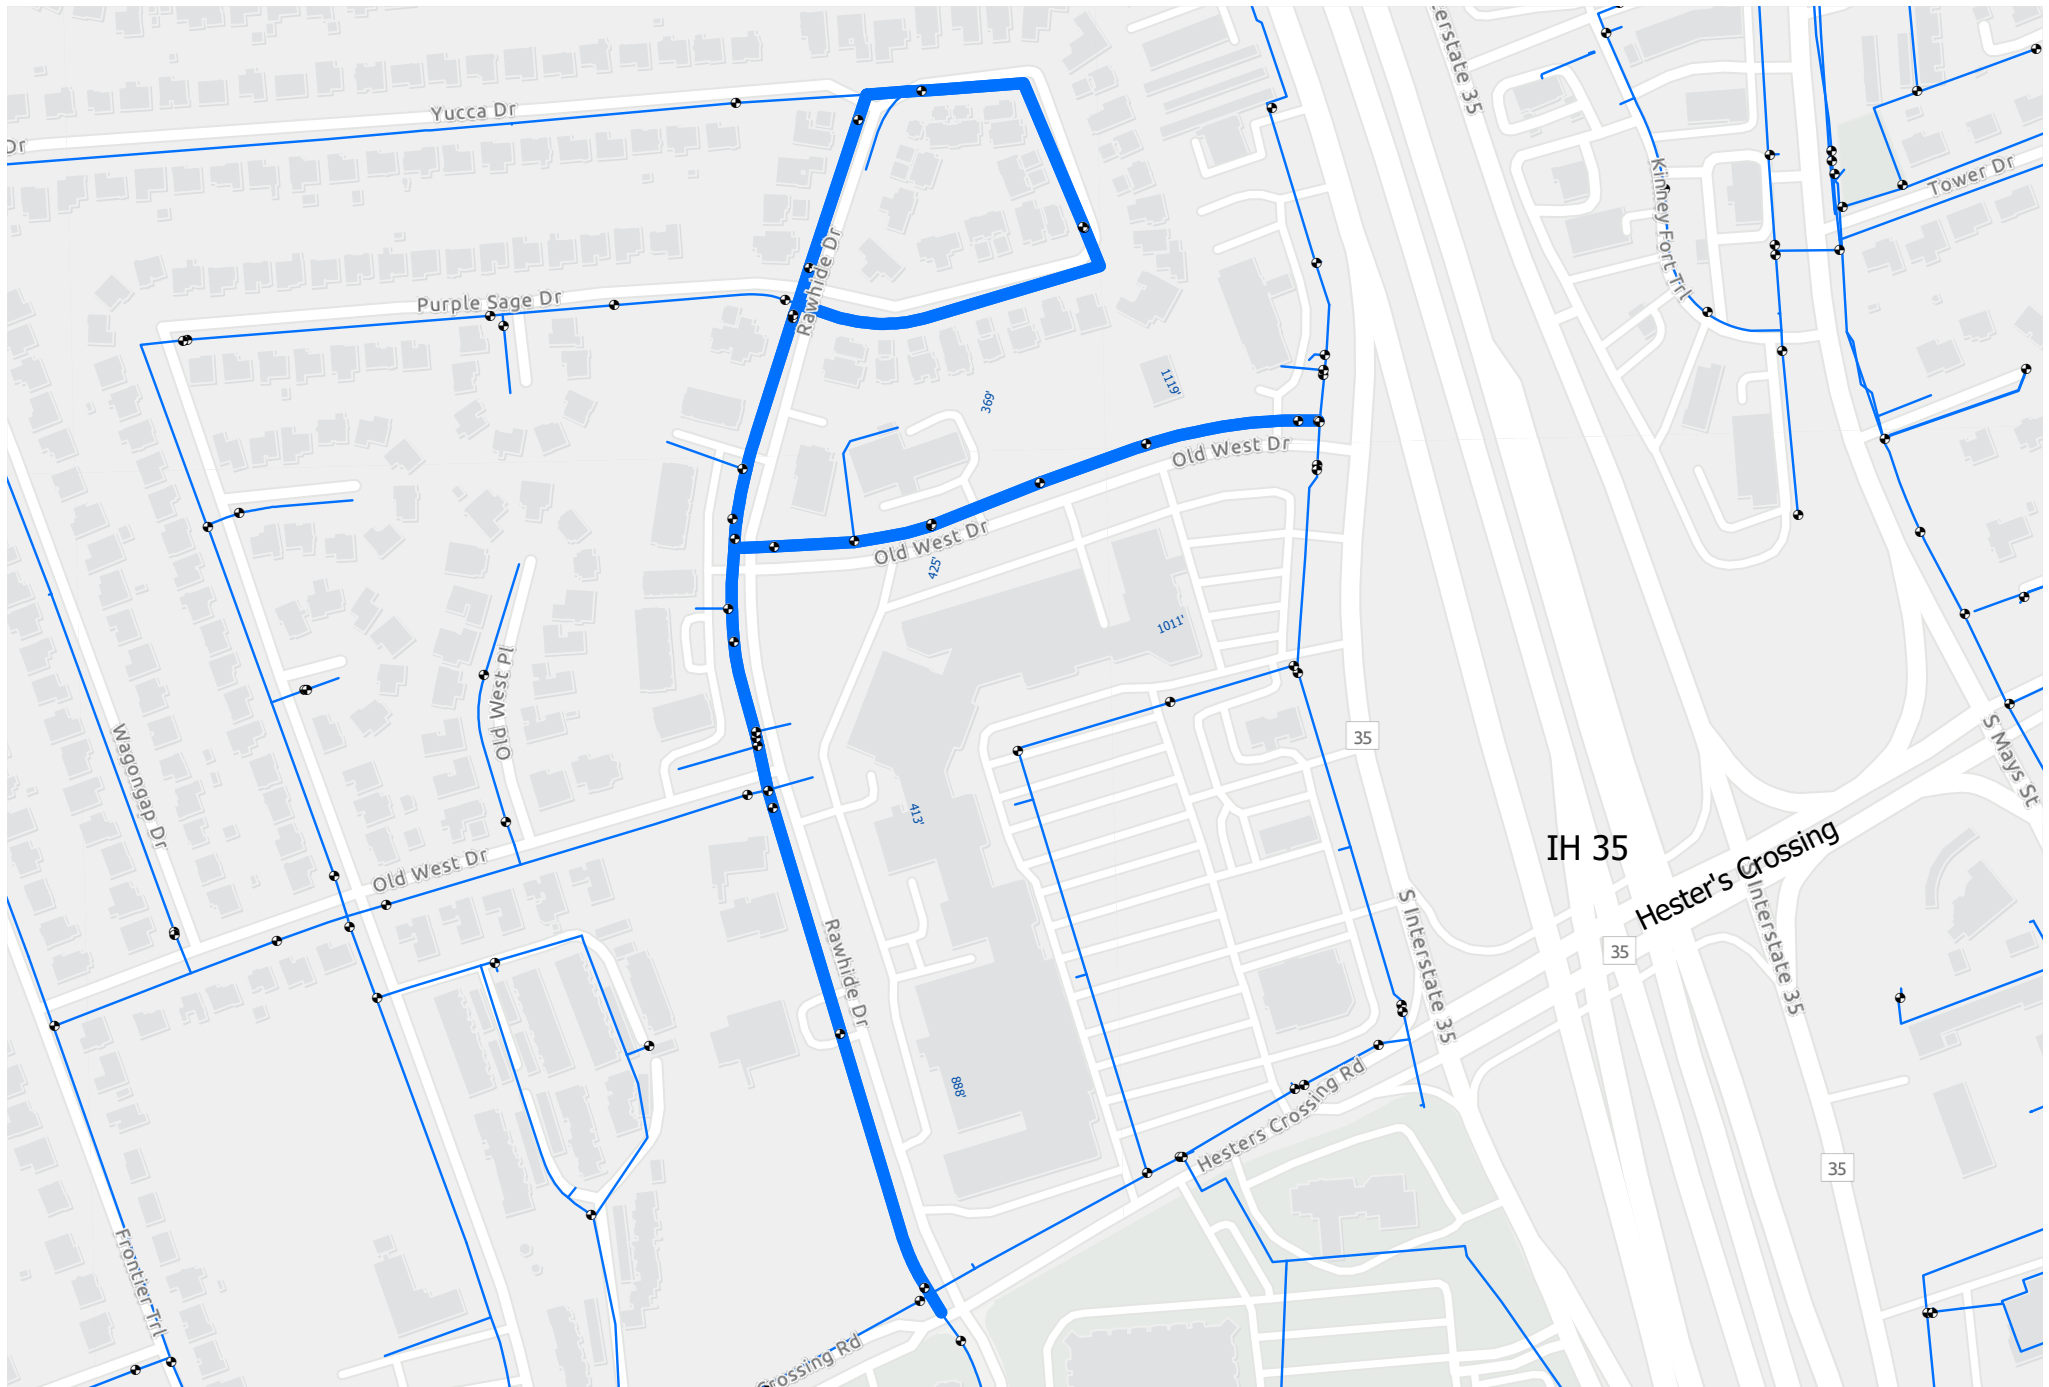 erstate 35
Yucca Dr
Dr
Kinney Fort Trl
Tower Dr
Rawhide Dr
Purple Sage Dr
369'
1119'
Old West Dr
Old West Dr
425'
1011'
Old West Pl
Wagongap Dr
35
S Mays St
413'
IH 35
Hester's Crossing
Old West Dr
S Interstate 35
S Interstate 35
35
Rawhide Dr
888'
Hesters Crossing Rd
35
Frontier Trl
Crossing Rd